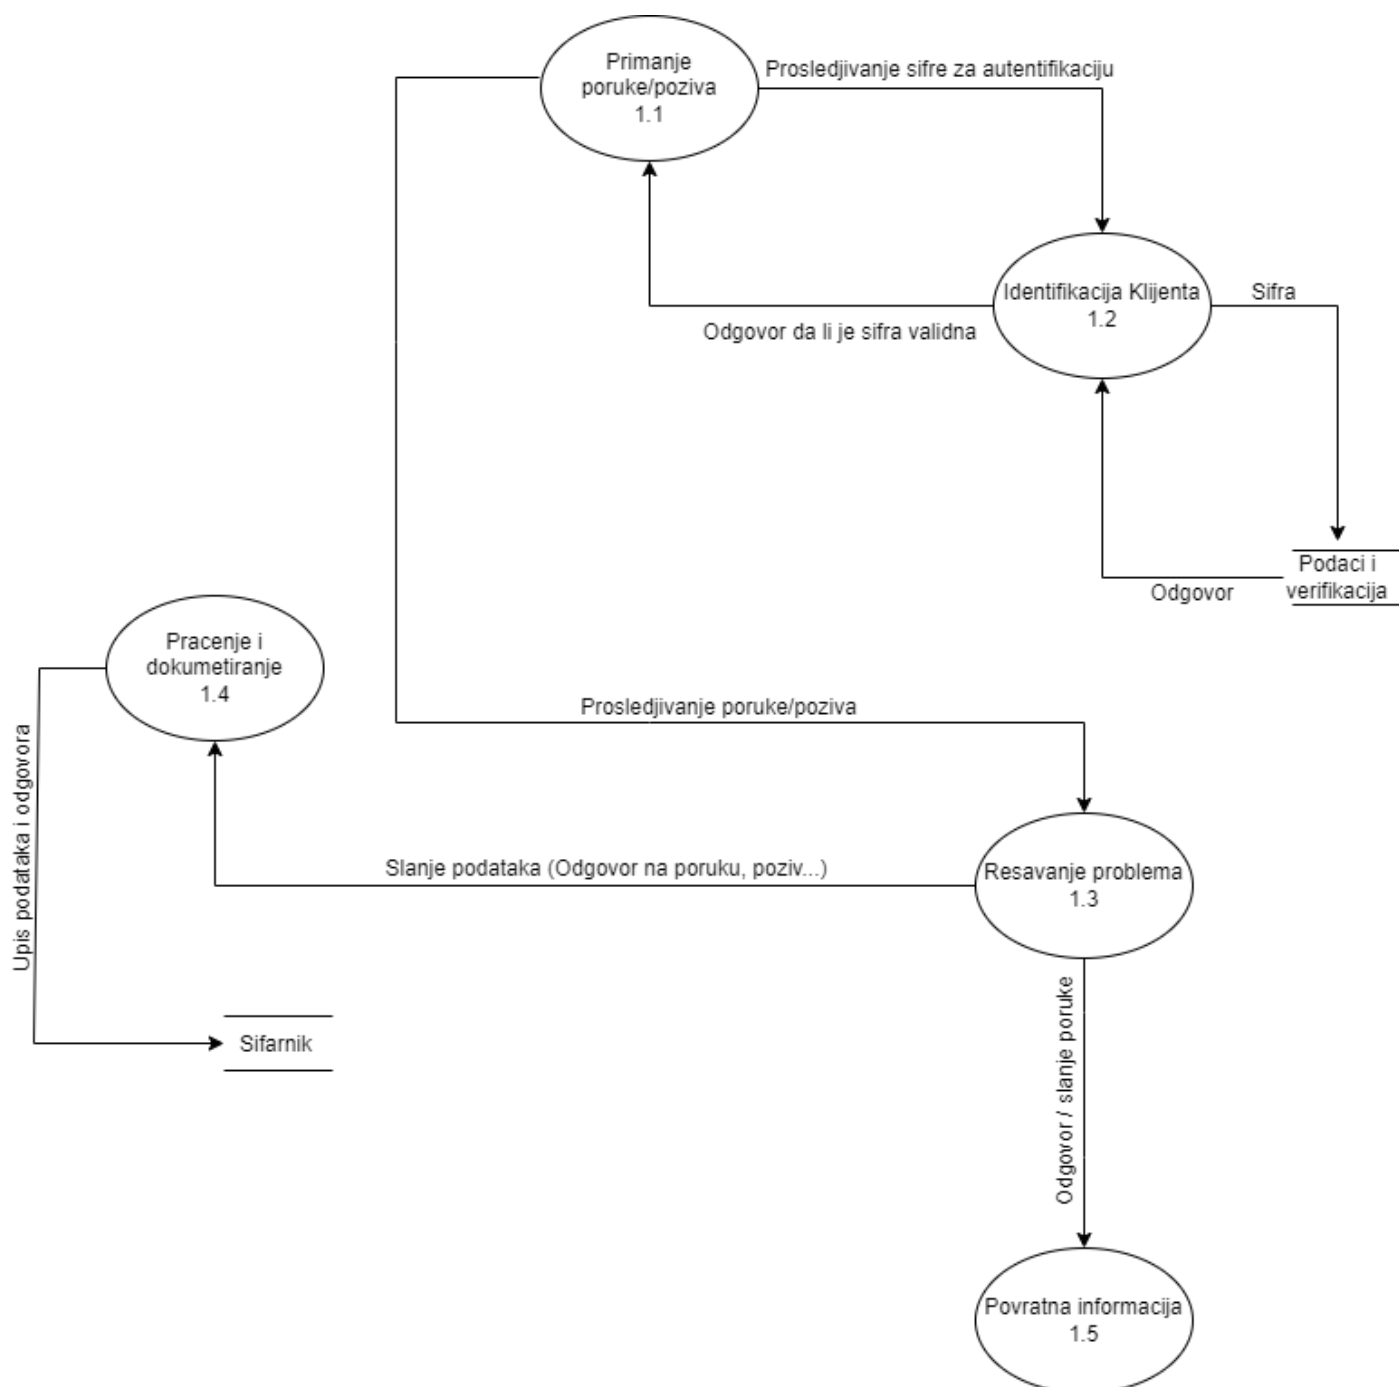 Primanje
poruke/poziva
1.1
Prosledjivanje sifre za autentifikaciju
Identifikacija Klijenta
1.2
Sifra
Odgovor da li je sifra validna
Podaci i
verifikacija
Odgovor
Pracenje i
dokumetiranje
1.4
Prosledjivanje poruke/poziva
Upis podataka i odgovora
Slanje podataka (Odgovor na poruku, poziv...)
Resavanje problema
1.3
Sifarnik
Odgovor / slanje poruke
Povratna informacija
1.5